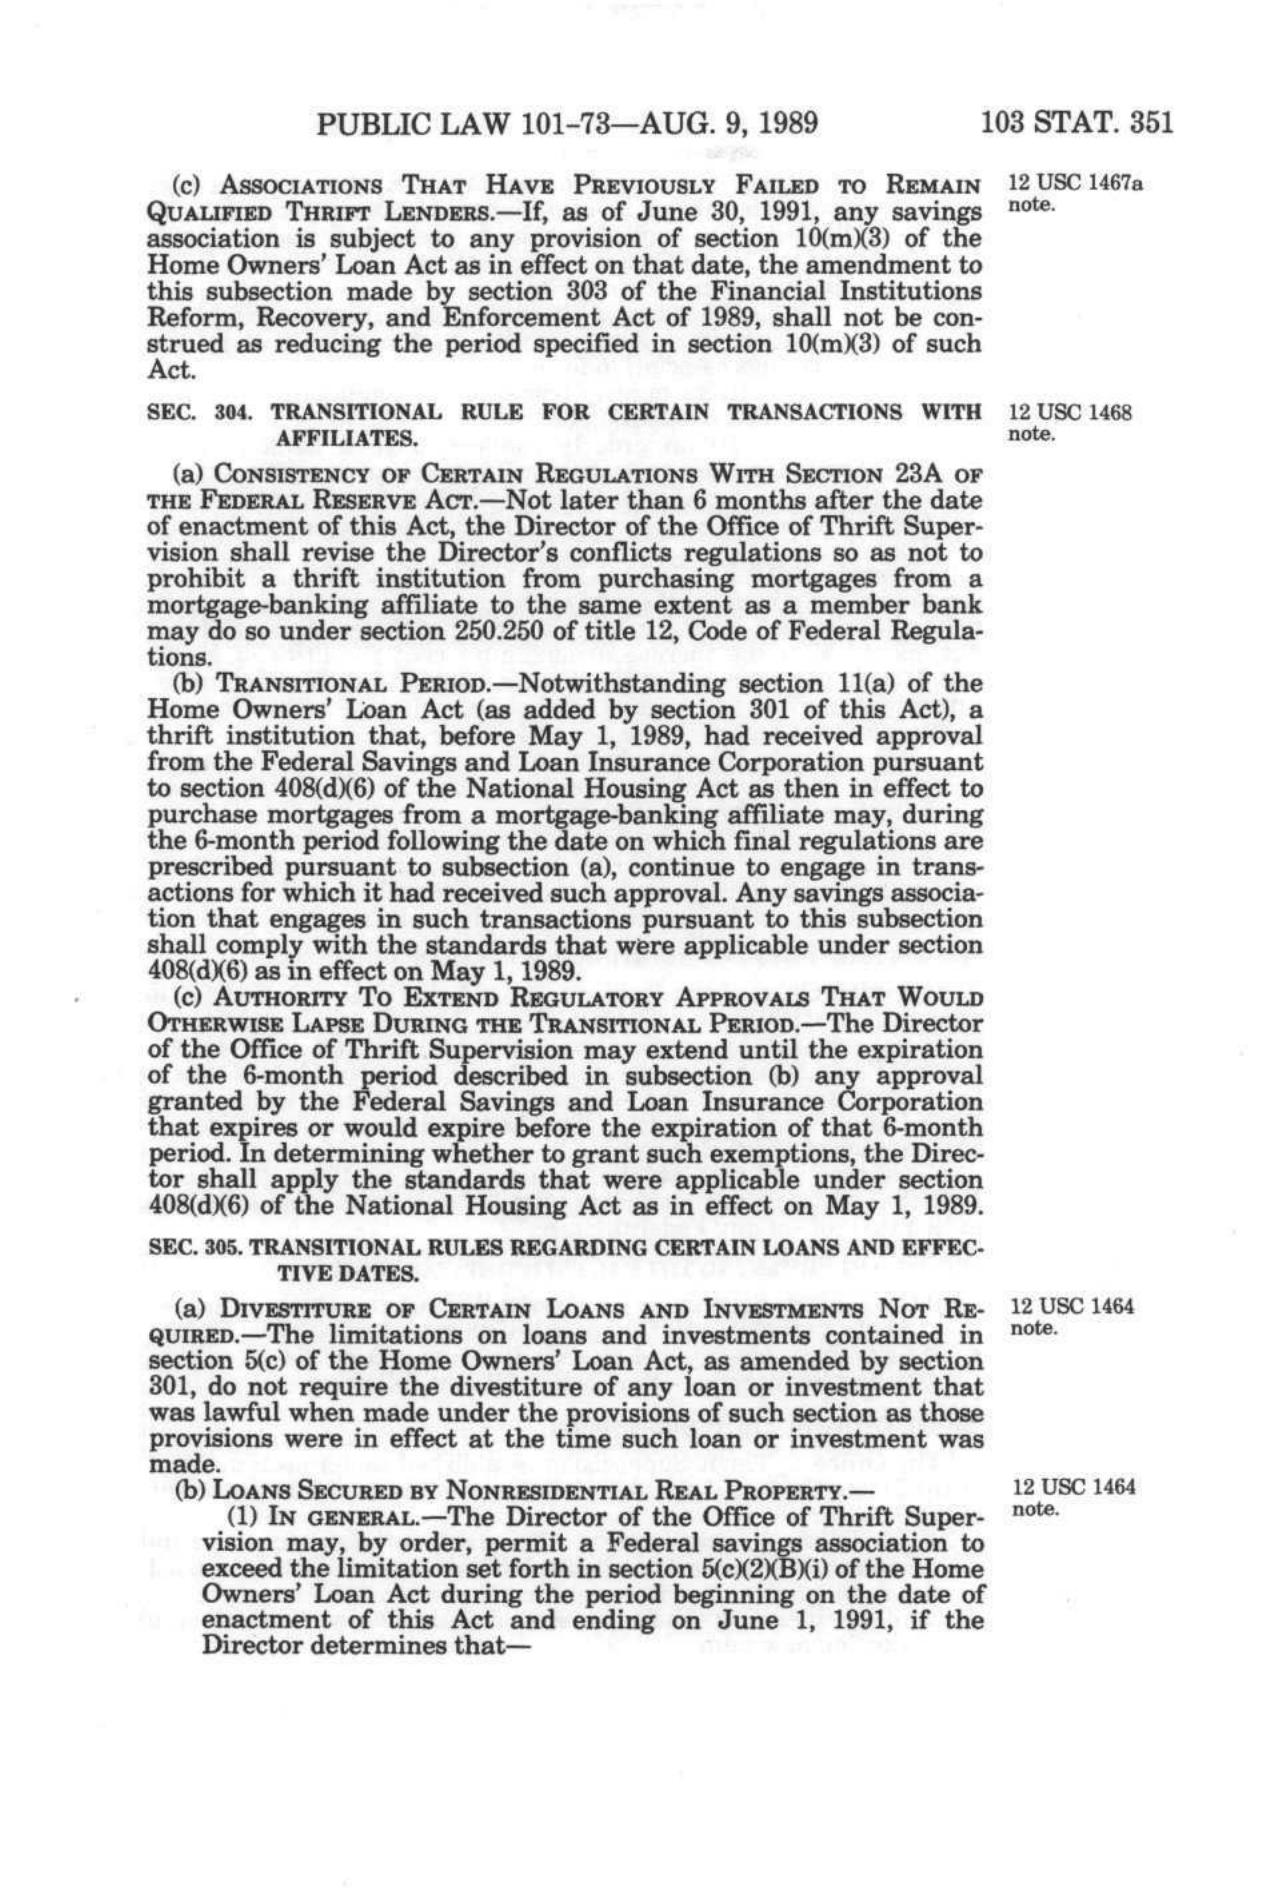 PUBLIC LAW 101-73—AUG. 9, 1989 103 STAT. 351
(c) ASSOCIATIONS THAT HAVE PREVIOUSLY FAILED TO REMAIN 12 USC 1467a
QUALIFIED THRIFT LENDERS.—If, as of June 30, 1991, any savings note.
association is subject to any provision of section 10(m)(3) of the
Home Owners' Loan Act as in effect on that date, the amendment to
this subsection made by section 303 of the Financial Institutions
Reform, Recovery, and Enforcement Act of 1989, shall not be con-
strued as reducing the period specified in section 10(m)(3) of such
Act.
SEC. 304. TRANSITIONAL RULE FOR CERTAIN TRANSACTIONS WITH 12 USC 1468
AFFILIATES. note.
(a) CONSISTENCY OF CERTAIN REGULATIONS WITH SECTION 23A OF
THE FEDERAL RESERVE ACT.—Not later than 6 months after the date
of enactment of this Act, the Director of the Office of Thrift Super-
vision shall revise the Director's conflicts regulations so as not to
prohibit a thrift institution from purchasing mortgages from a
mortgage-banking affiliate to the same extent as a member bank
may do so under section 250.250 of title 12, Code of Federal Regula-
tions.
(b) TRANSITIONAL PERIOD.—Notwithstanding section 11(a) of the
Home Owners' Loan Act (as added by section 301 of this Act), a
thrift institution that, before May 1, 1989, had received approval
from the Federal Savings and Loan Insurance Corporation pursuant
to section 408(d)(6) of the National Housing Act as then in effect to
purchase mortgages from a mortgage-banking affiliate may, during
the 6-month period following the date on which final regulations are
prescribed pursuant to subsection (a), continue to engage in trans-
actions for which it had received such approval. Any savings associa-
tion that engages in such transactions pursuant to this subsection
shall comply with the standards that were applicable under section
408(d)(6) as in effect on May 1, 1989.
(c) AUTHORITY TO EXTEND REGULATORY APPROVALS THAT WOULD
OTHERWISE LAPSE DURING THE TRANSITIONAL PERIOD.—The Director
of the Office of Thrift Supervision may extend until the expiration
of the 6-month period described in subsection (b) any approval
granted by the Federal Savings and Loan Insurance Corporation
that expires or would expire before the expiration of that 6-month
period. In determining whether to grant such exemptions, the Direc-
tor shall apply the standards that were applicable under section
408(d)(6) of the National Housing Act as in effect on May 1, 1989.
SEC. 305. TRANSITIONAL RULES REGARDING CERTAIN LOANS AND EFFEC-
TIVE DATES.
(a) DIVESTITURE OF CERTAIN LOANS AND INVESTMENTS NOT RE- 12 USC 1464
QUIRED.—The limitations on loans and investments contained in note.
section 5(c) of the Home Owners' Loan Act, as amended by section
301, do not require the divestiture of any loan or investment that
was lawful when made under the provisions of such section as those
provisions were in effect at the time such loan or investment was
made.
(b) LOANS SECURED BY NONRESIDENTIAL REAL PROPERTY.— 12 USC 1464
(1) IN GENERAL.—The Director of the Office of Thrift Super- note.
vision may, by order, permit a Federal savings association to
exceed the limitation set forth in section 5(c)(2)(B)(i) of the Home
Owners' Loan Act during the period beginning on the date of
enactment of this Act and ending on June 1, 1991, if the
Director determines that—